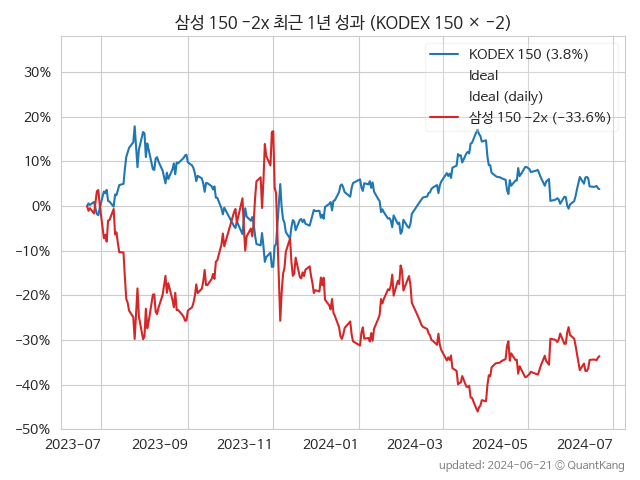 삼성 150 -2x 최근 1년 성과 (KODEX 150 × -2)
KODEX 150 (3.8%)
Ideal
Ideal (daily)
삼성 150 -2x (-33.6%)
30%
20%
10%
0%
-10%
-20%
-30%
-40%
-50%
2023-07 2023-09 2023-11 2024-01 2024-03 2024-05 2024-07
updated: 2024-06-21 © QuantKang